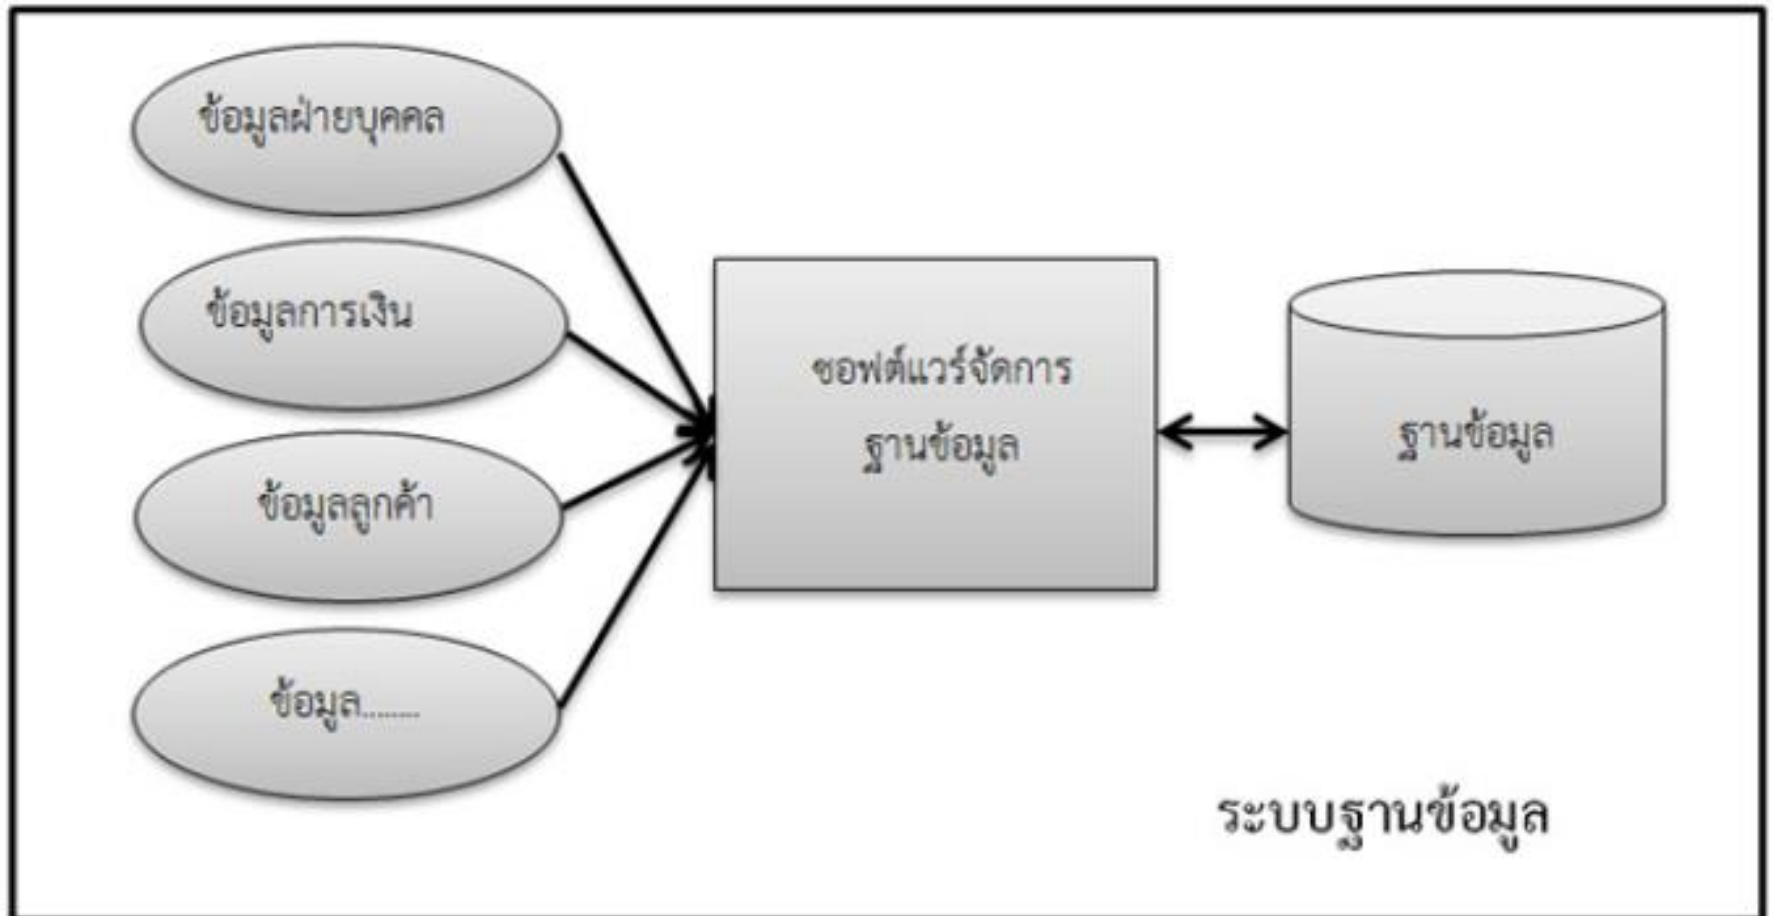 ข้อมูลฝ่ายบุคคล
ข้อมูลการเงิน
ข้อมูลลูกค้า
ข้อมูล........
ซอฟต์แวร์จัดการ
ฐานข้อมูล
ฐานข้อมูล
ระบบฐานข้อมูล